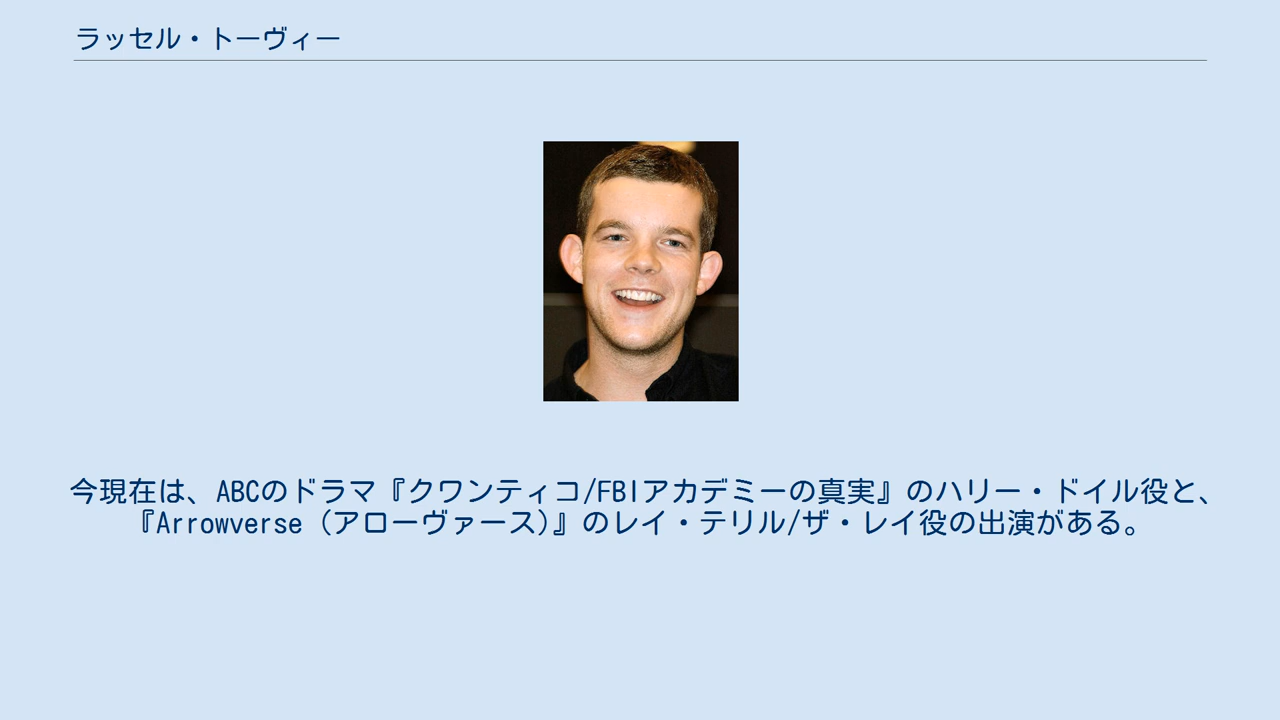 ラッセル・トーヴィー
今現在は、ABCのドラマ『クワンティコ/FBIアカデミーの真実』のハリー・ドイル役と、
『Arrowverse (アローヴァース)』のレイ・テリル/ザ・レイ役の出演がある。